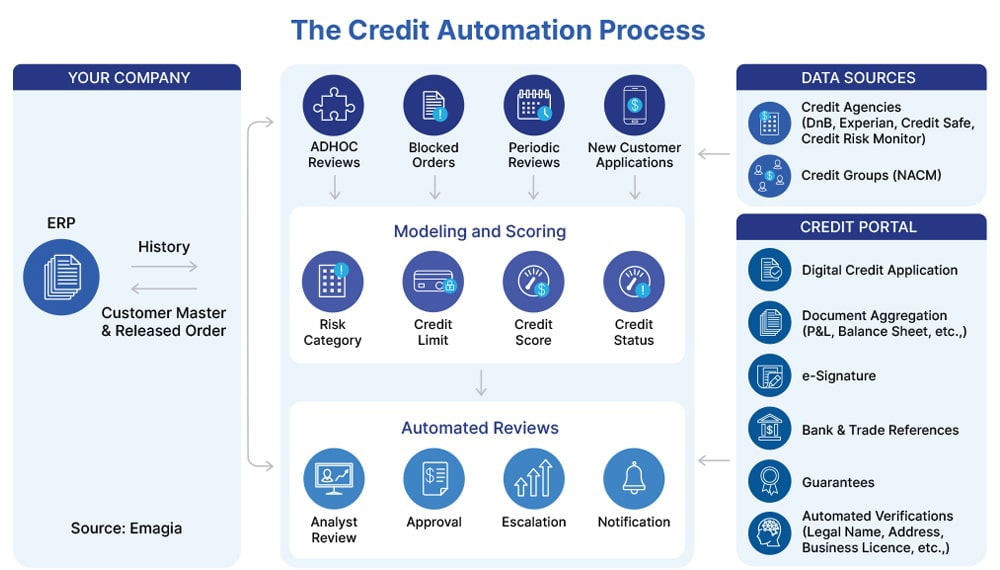 The Credit Automation Process
YOUR COMPANY
ERP
History
Customer Master
& Released Order
Source: Emagia
ADHOC
Reviews
Blocked
Orders
Periodic
Reviews
New Customer
Applications
Modeling and Scoring
Risk
Category
Credit
Limit
Credit
Score
Credit
Status
Automated Reviews
Analyst
Review
Approval
Escalation
Notification
DATA SOURCES
Credit Agencies
(DnB, Experian, Credit Safe,
Credit Risk Monitor)
Credit Groups (NACM)
CREDIT PORTAL
Digital Credit Application
Document Aggregation
(P&L, Balance Sheet, etc.,)
e-Signature
Bank & Trade References
Guarantees
Automated Verifications
(Legal Name, Address,
Business Licence, etc.,)